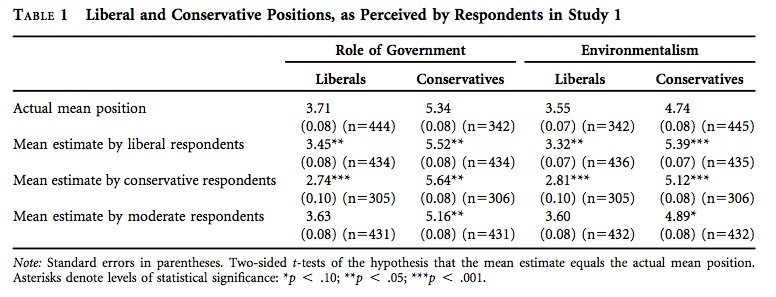 TABLE 1 Liberal and Conservative Positions, as Perceived by Respondents in Study 1
Role of Government Environmentalism
Liberals Conservatives Liberals Conservatives
Actual mean position 3.71 5.34 3.55 4.74
(0.08) (n=444) (0.08) (n=342) (0.07) (n=342) (0.08) (n=445)
Mean estimate by liberal respondents 3.45** 5.52** 3.32** 5.39***
(0.08) (n=434) (0.08) (n=434) (0.07) (n=436) (0.07) (n=435)
Mean estimate by conservative respondents 2.74*** 5.64** 2.81*** 5.12***
(0.10) (n=305) (0.08) (n=306) (0.10) (n=305) (0.08) (n=306)
Mean estimate by moderate respondents 3.63 5.16** 3.60 4.89*
(0.08) (n=431) (0.08) (n=431) (0.08) (n=432) (0.08) (n=432)
Note: Standard errors in parentheses. Two-sided t-tests of the hypothesis that the mean estimate equals the actual mean position.
Asterisks denote levels of statistical significance: *p < .10; **p < .05; ***p < .001.